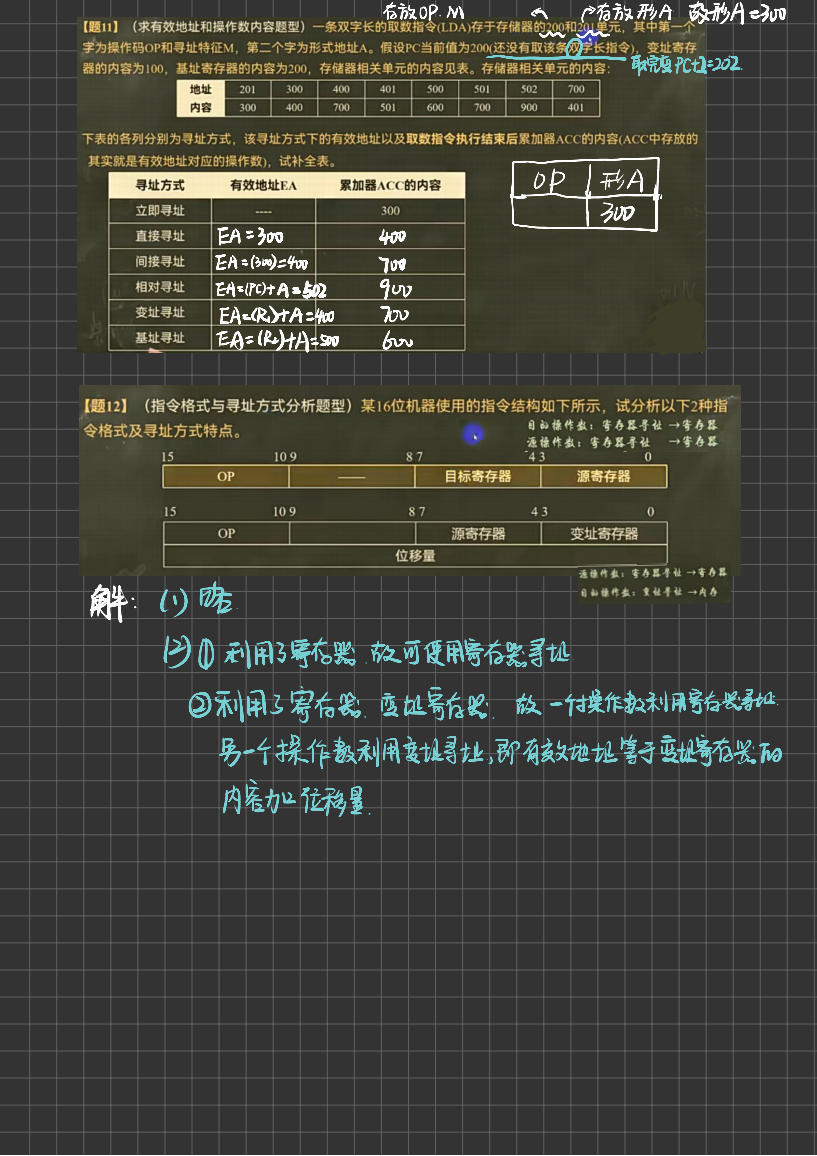 存放OP.M 存放形A 故形A=300
【题11】（求有效地址和操作数内容题型）一条双字长的取数指令(LDA)存于存储器的200和201单元，其中第一个
字为操作码OP和寻址特征M，第二个字为形式地址A。假设PC当前值为200(还没有取该条双字长指令)，变址寄存
器的内容为100，基址寄存器的内容为200，存储器相关单元的内容见表。存储器相关单元的内容：
取完later PC+2=202
地址 201 300 400 401 500 501 502 700
内容 300 400 700 501 600 700 900 401
下表的各列分别为寻址方式，该寻址方式下的有效地址以及取数指令执行结束后累加器ACC的内容(ACC中存放的
其实就是有效地址对应的操作数)，试补全表。
OP 形A
300
寻址方式 有效地址EA 累加器ACC的内容
立即寻址 ---- 300
直接寻址 EA=300 400
间接寻址 EA=(300)=400 700
相对寻址 EA=(PC)+A=502 900
变址寻址 EA=(R₁)+A=400 700
基址寻址 EA=(R₂)+A=500 600
【题12】（指令格式与寻址方式分析题型）某16位机器使用的指令结构如下所示，试分析以下2种指
令格式及寻址方式特点。
目的操作数：寄存器寻址 →寄存器
源操作数：寄存器寻址 →寄存器
15 10 9 8 7 4 3 0
OP —— 目标寄存器 源寄存器
15 10 9 8 7 4 3 0
OP 源寄存器 变址寄存器
位移量
源操作数：寄存器寻址→寄存器
目的操作数：变址寻址→内存
解：(1) 略
(2) ① 利用了寄存器，故可使用寄存器寻址
② 利用了寄存器、变址寄存器，故一个操作数利用寄存器寻址
另一个操作数利用变址寻址，即有效地址等于变址寄存器的
内容加上位移量.